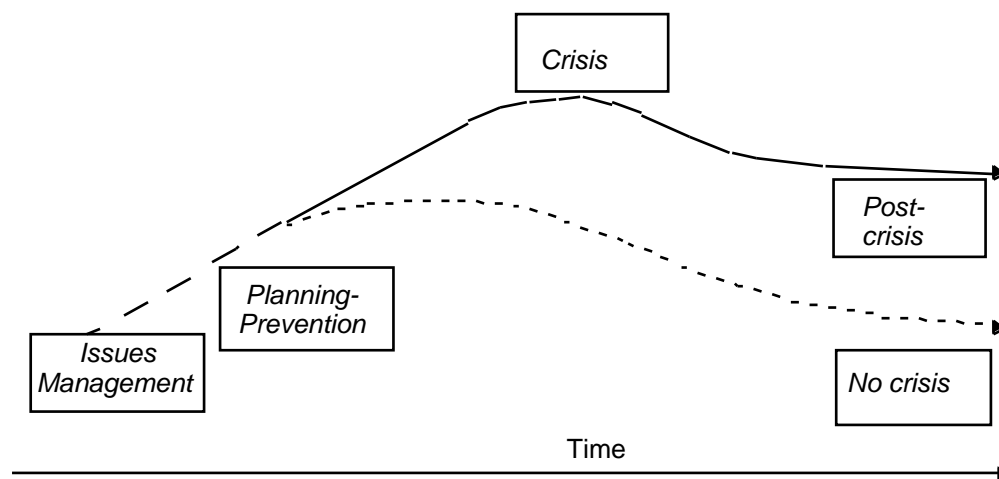 Crisis
Post-
crisis
Planning-
Prevention
Issues
Management
No crisis
Time